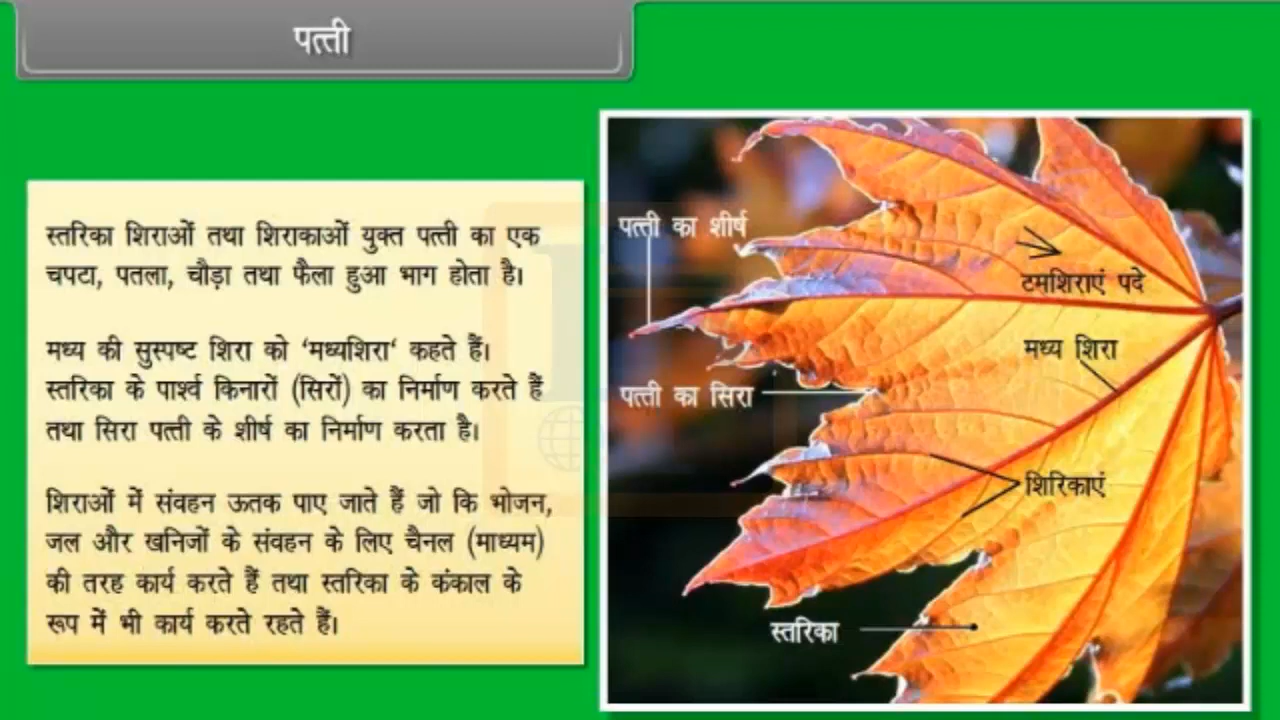 पत्ती
स्तरिका शिराओं तथा शिराकाओं युक्त पत्ती का एक
चपटा, पतला, चौड़ा तथा फैला हुआ भाग होता है।
मध्य की सुस्पष्ट शिरा को ‘मध्यशिरा‘ कहते हैं।
स्तरिका के पार्श्व किनारों (सिरों) का निर्माण करते हैं
तथा सिरा पत्ती के शीर्ष का निर्माण करता है।
शिराओं में संवहन ऊतक पाए जाते हैं जो कि भोजन,
जल और खनिजों के संवहन के लिए चैनल (माध्यम)
की तरह कार्य करते हैं तथा स्तरिका के कंकाल के
रूप में भी कार्य करते रहते हैं।
पत्ती का शीर्ष
टमशिराएं पदे
मध्य शिरा
पत्ती का सिरा
शिरिकाएं
स्तरिका